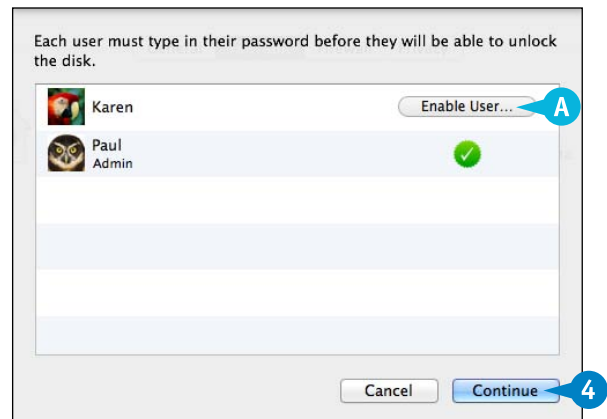 Each user must type in their password before they will be able to unlock
the disk.
Karen
Enable User...
A
Paul
Admin
Cancel
Continue
4